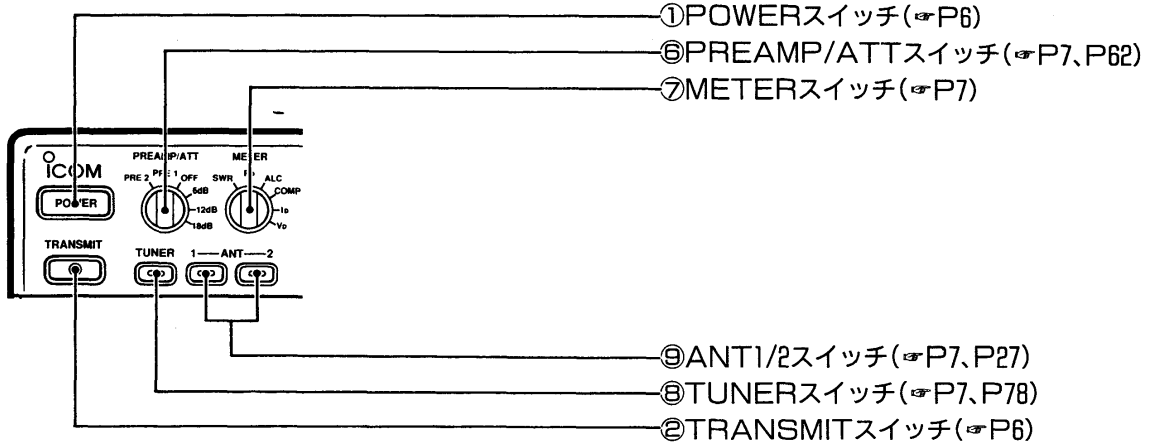 ①POWERスイッチ(☞P6)
⑥PREAMP/ATTスイッチ(☞P7、P62)
⑦METERスイッチ(☞P7)
ICOM
PREAMP/ATT
METER
PRE 2 PRE 1 OFF
6dB
12dB
18dB
SWR Po ALC
COMP
ID
VD
POWER
TRANSMIT
TUNER
1 ANT 2
⑨ANT1/2スイッチ(☞P7、P27)
⑧TUNERスイッチ(☞P7、P78)
②TRANSMITスイッチ(☞P6)